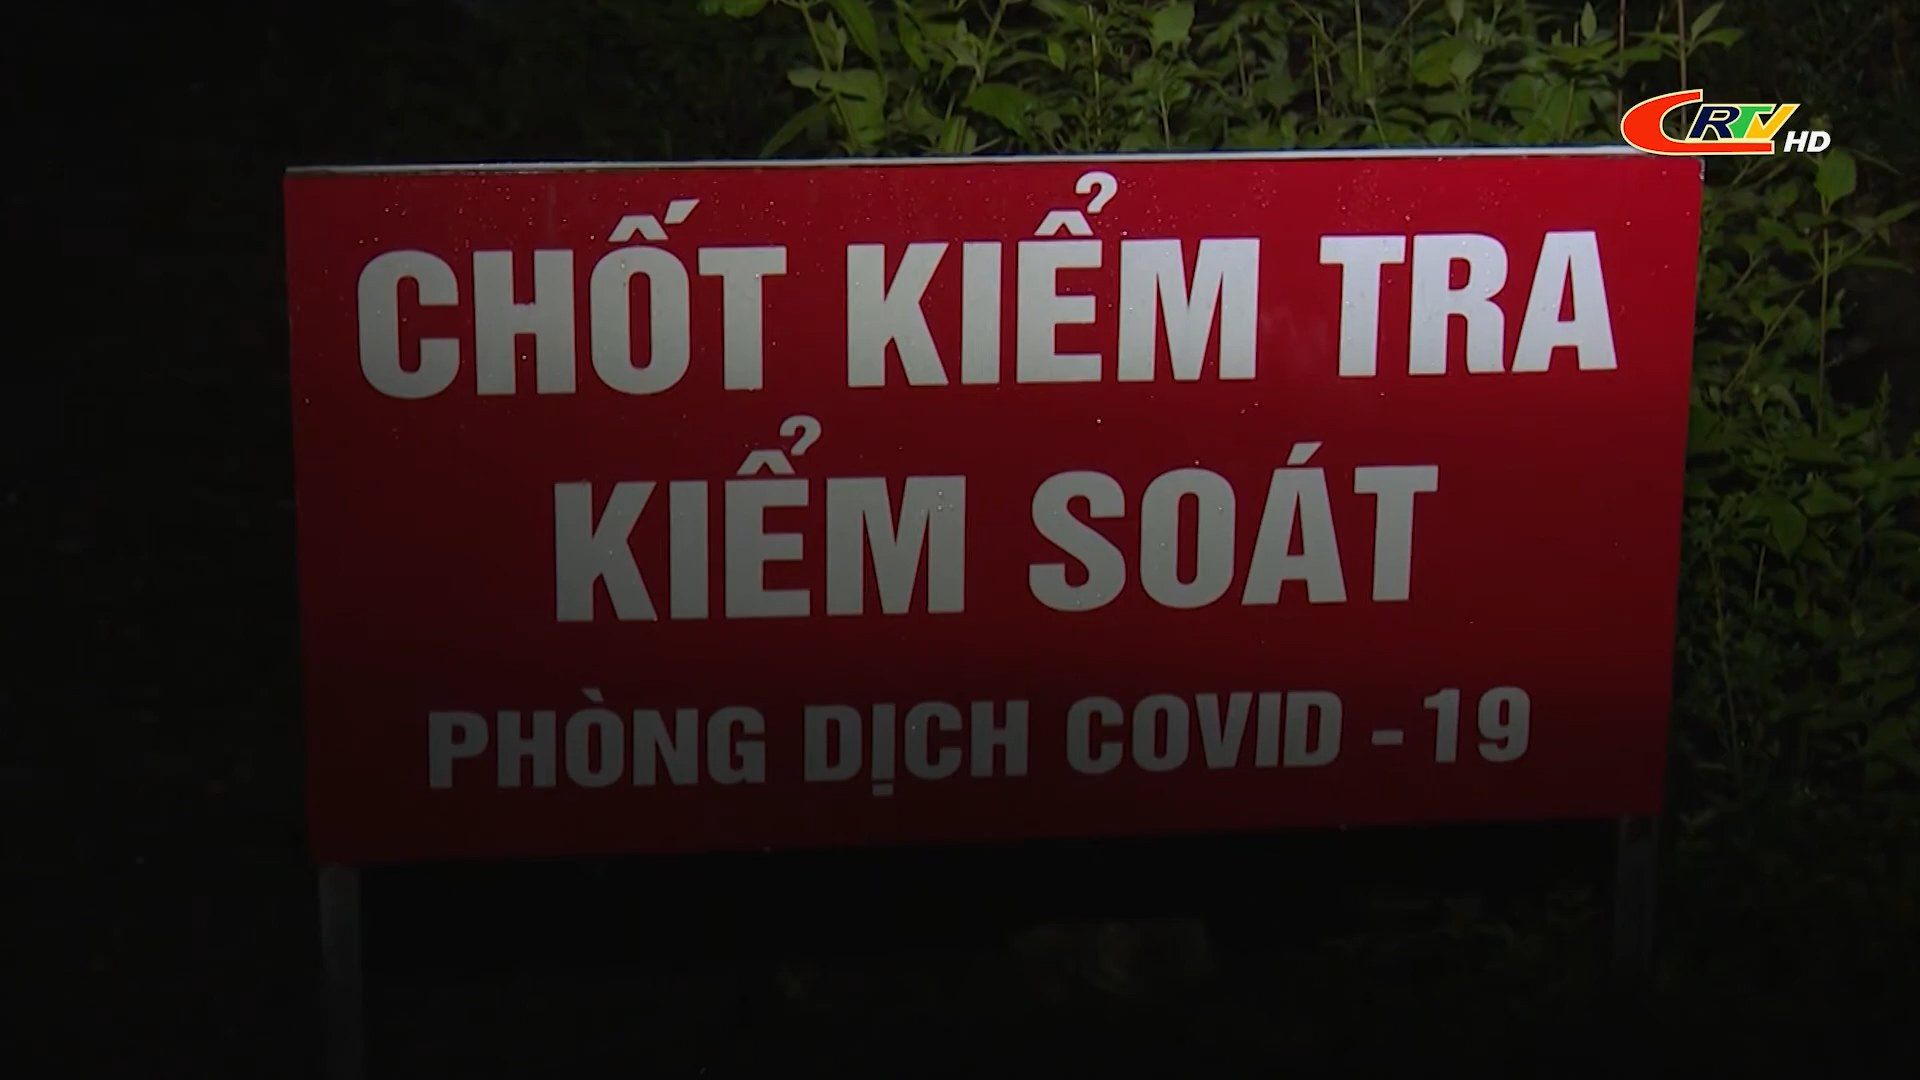 CRTV HD
CHỐT KIỂM TRA
KIỂM SOÁT
PHÒNG DỊCH COVID - 19